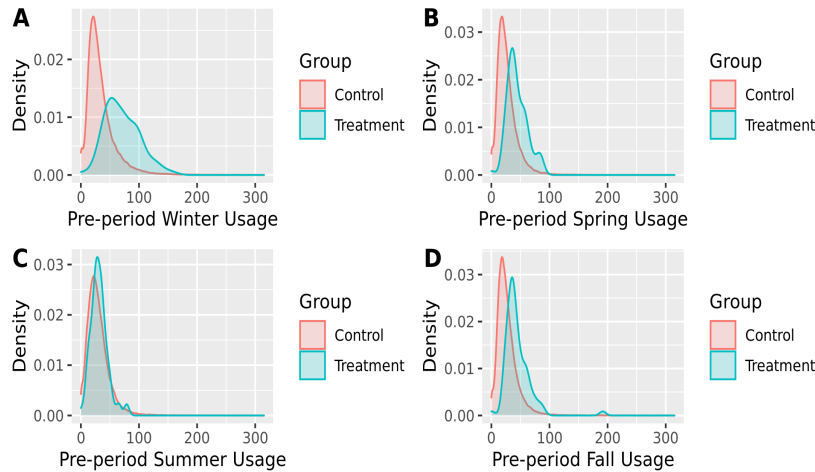 A
Density
0.02
0.01
0.00
0 100 200 300
Pre-period Winter Usage
Group
Control
Treatment
B
Density
0.03
0.02
0.01
0.00
0 100 200 300
Pre-period Spring Usage
Group
Control
Treatment
C
Density
0.03
0.02
0.01
0.00
0 100 200 300
Pre-period Summer Usage
Group
Control
Treatment
D
Density
0.03
0.02
0.01
0.00
0 100 200 300
Pre-period Fall Usage
Group
Control
Treatment